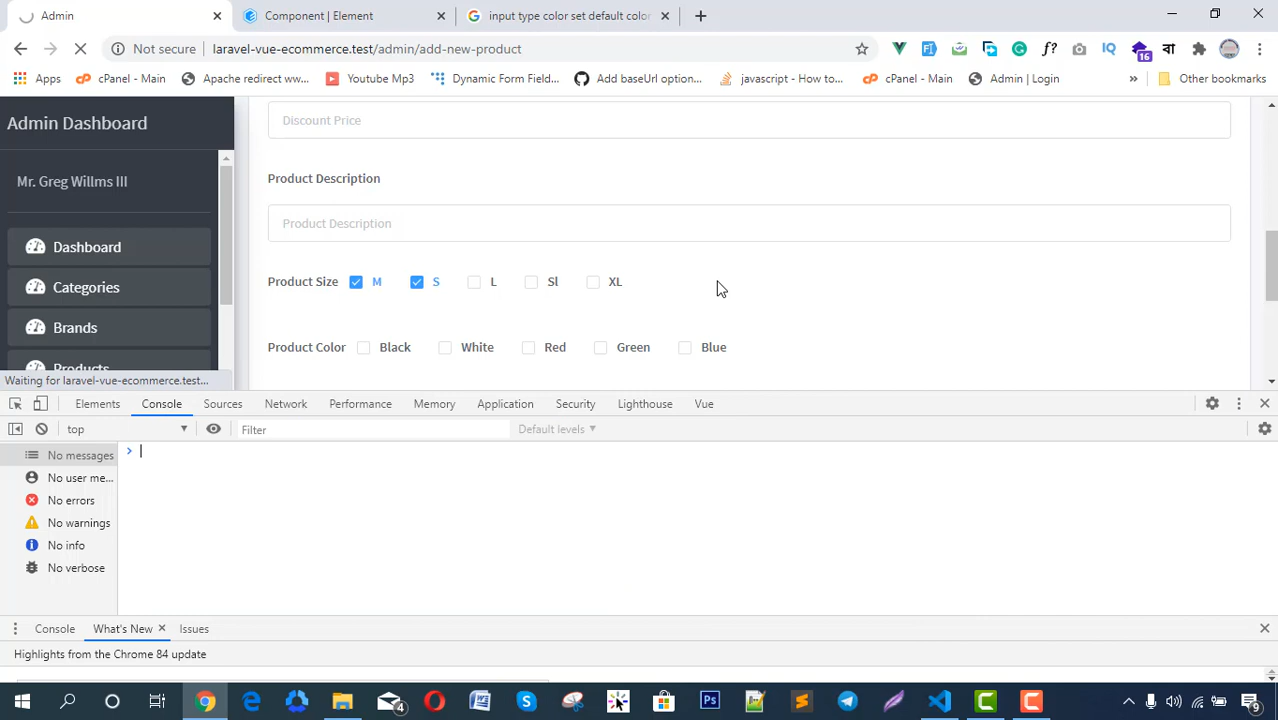 Admin
Component | Element
input type color set default color
Not secure
laravel-vue-ecommerce.test/admin/add-new-product
16
বা
Apps
cPanel - Main
Apache redirect ww...
Youtube Mp3
Dynamic Form Field...
Add baseUrl option...
javascript - How to...
cPanel - Main
Admin | Login
Other bookmarks
Admin Dashboard
Mr. Greg Willms III
Dashboard
Categories
Brands
Products
Waiting for laravel-vue-ecommerce.test...
Discount Price
Product Description
Product Description
Product Size M S L Sl XL
Product Color Black White Red Green Blue
Elements Console Sources Network Performance Memory Application Security Lighthouse Vue
top
Filter
Default levels
No messages
No user me...
No errors
No warnings
No info
No verbose
Console What's New Issues
Highlights from the Chrome 84 update